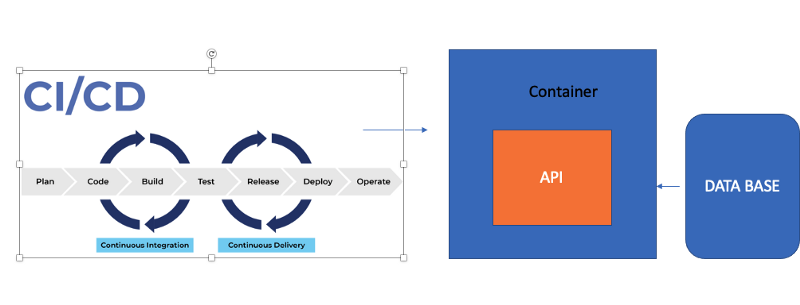 CI/CD
Plan
Code
Build
Test
Release
Deploy
Operate
Continuous Integration
Continuous Delivery
Container
API
DATA BASE